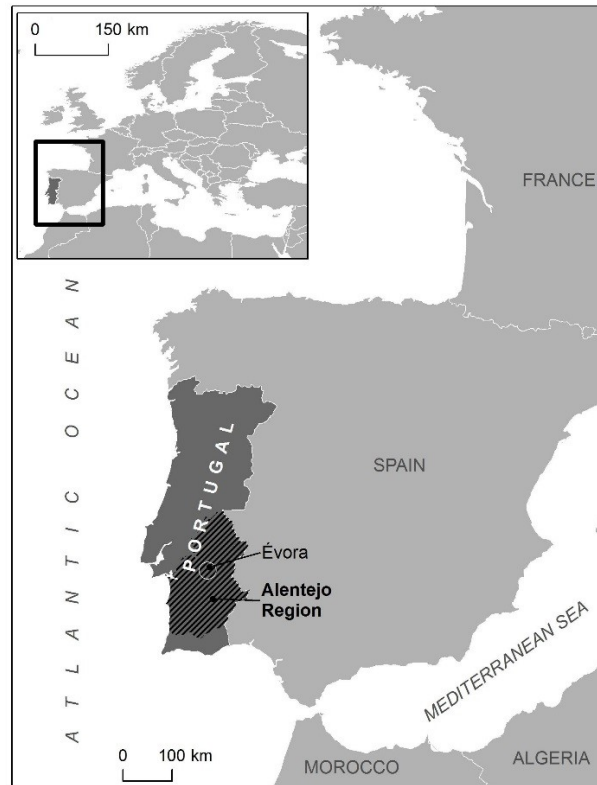 0 150 km
FRANCE
ATLANTIC OCEAN
SPAIN
PORTUGAL
Évora
Alentejo
Region
MEDITERRANEAN SEA
0 100 km
MOROCCO
ALGERIA